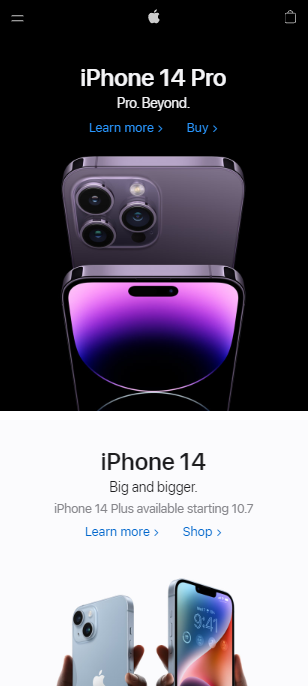 iPhone 14 Pro
Pro. Beyond.
Learn more > Buy >
iPhone 14
Big and bigger.
iPhone 14 Plus available starting 10.7
Learn more > Shop >
9:41